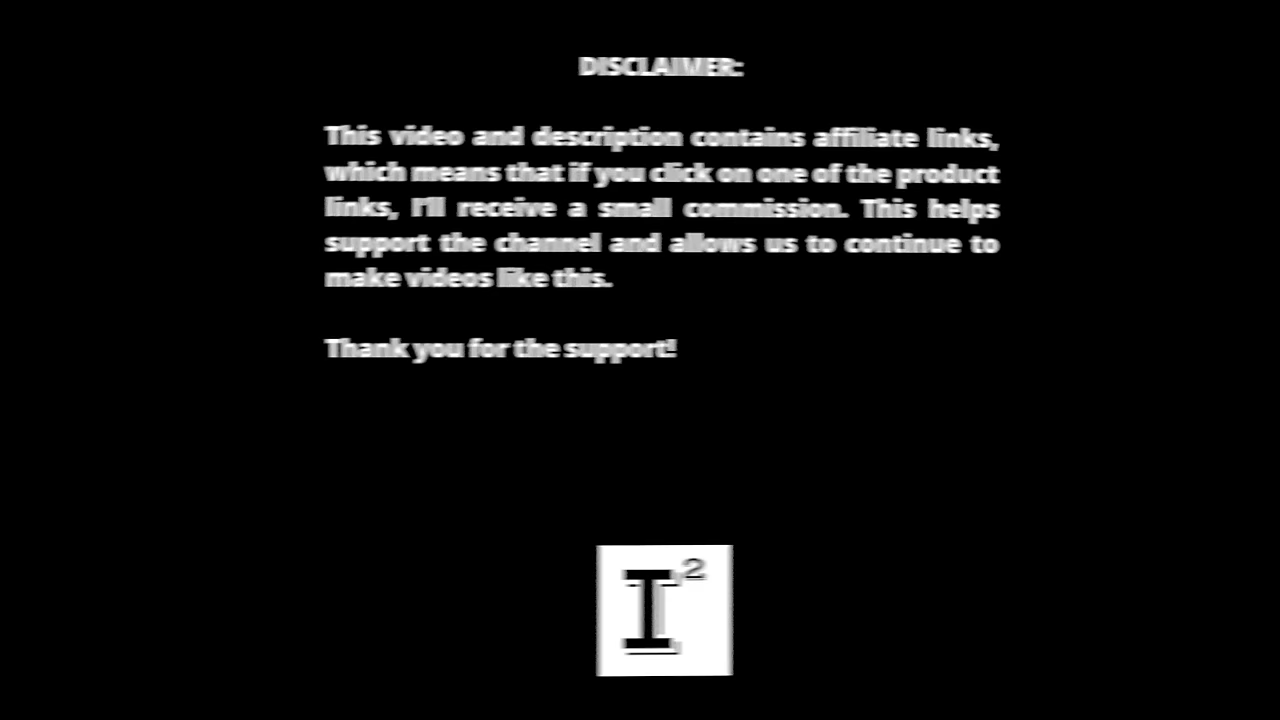 DISCLAIMER:
This video and description contains affiliate links,
which means that if you click on one of the product
links, I'll receive a small commission. This helps
support the channel and allows us to continue to
make videos like this.
Thank you for the support!
I²